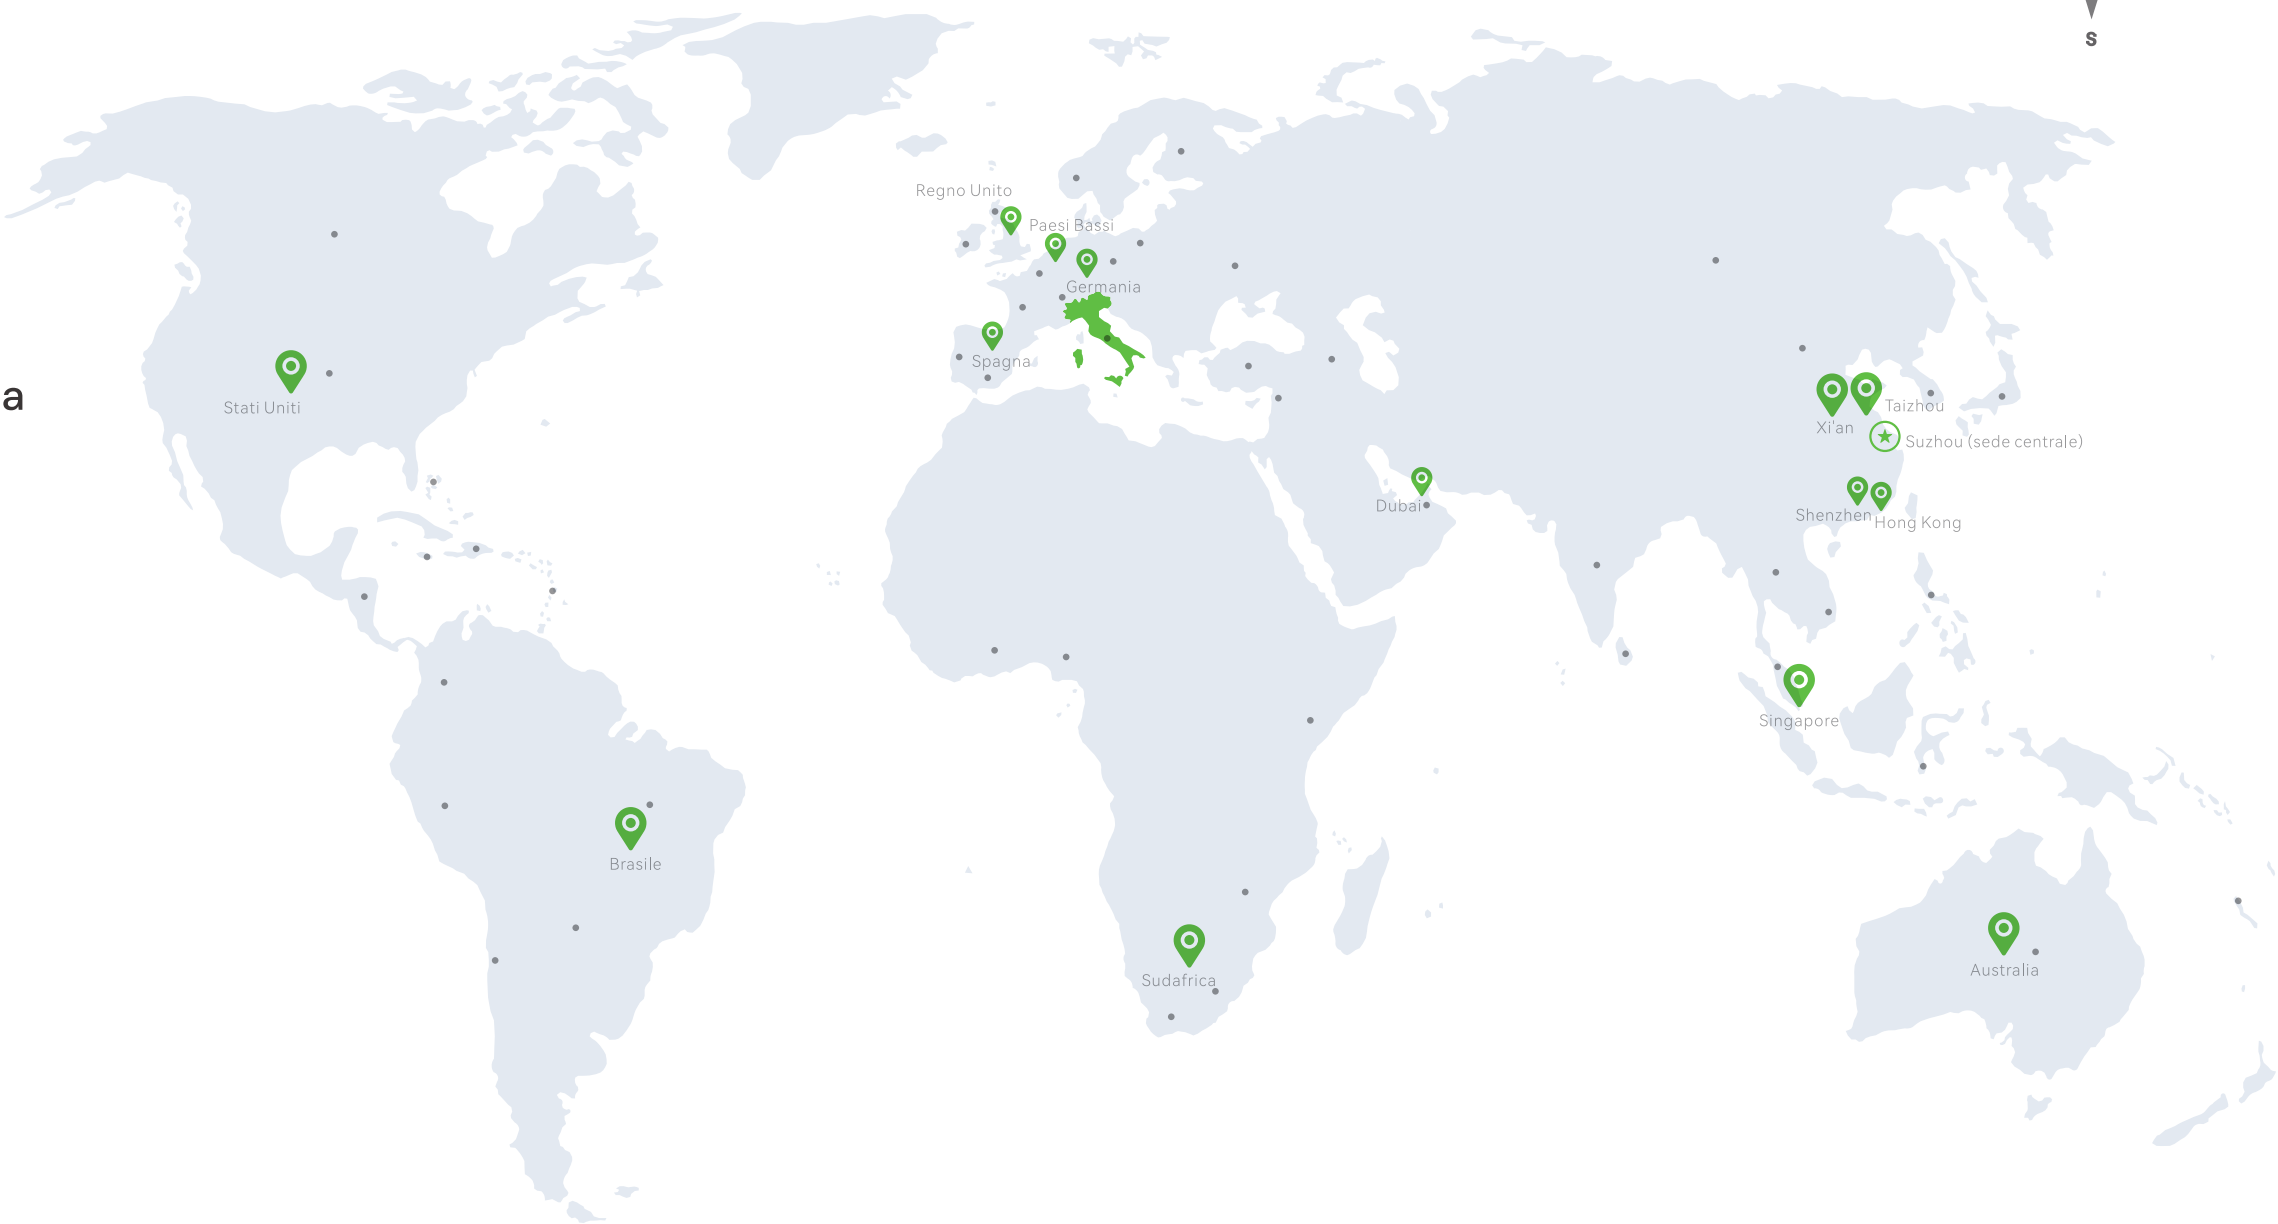 s
Regno Unito
Paesi Bassi
Germania
Spagna
a
Stati Uniti
Taizhou
Xi'an
Suzhou (sede centrale)
Dubai
Shenzhen
Hong Kong
Singapore
Brasile
Sudafrica
Australia